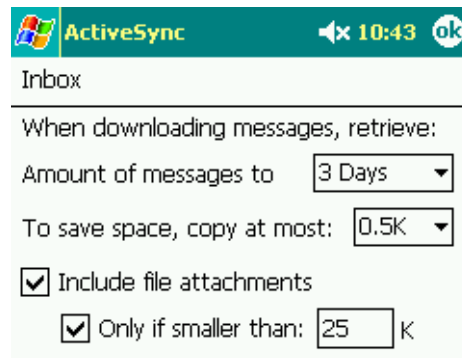 ActiveSync 10:43 ok
Inbox
When downloading messages, retrieve:
Amount of messages to 3 Days
To save space, copy at most: 0.5K
Include file attachments
Only if smaller than: 25 K